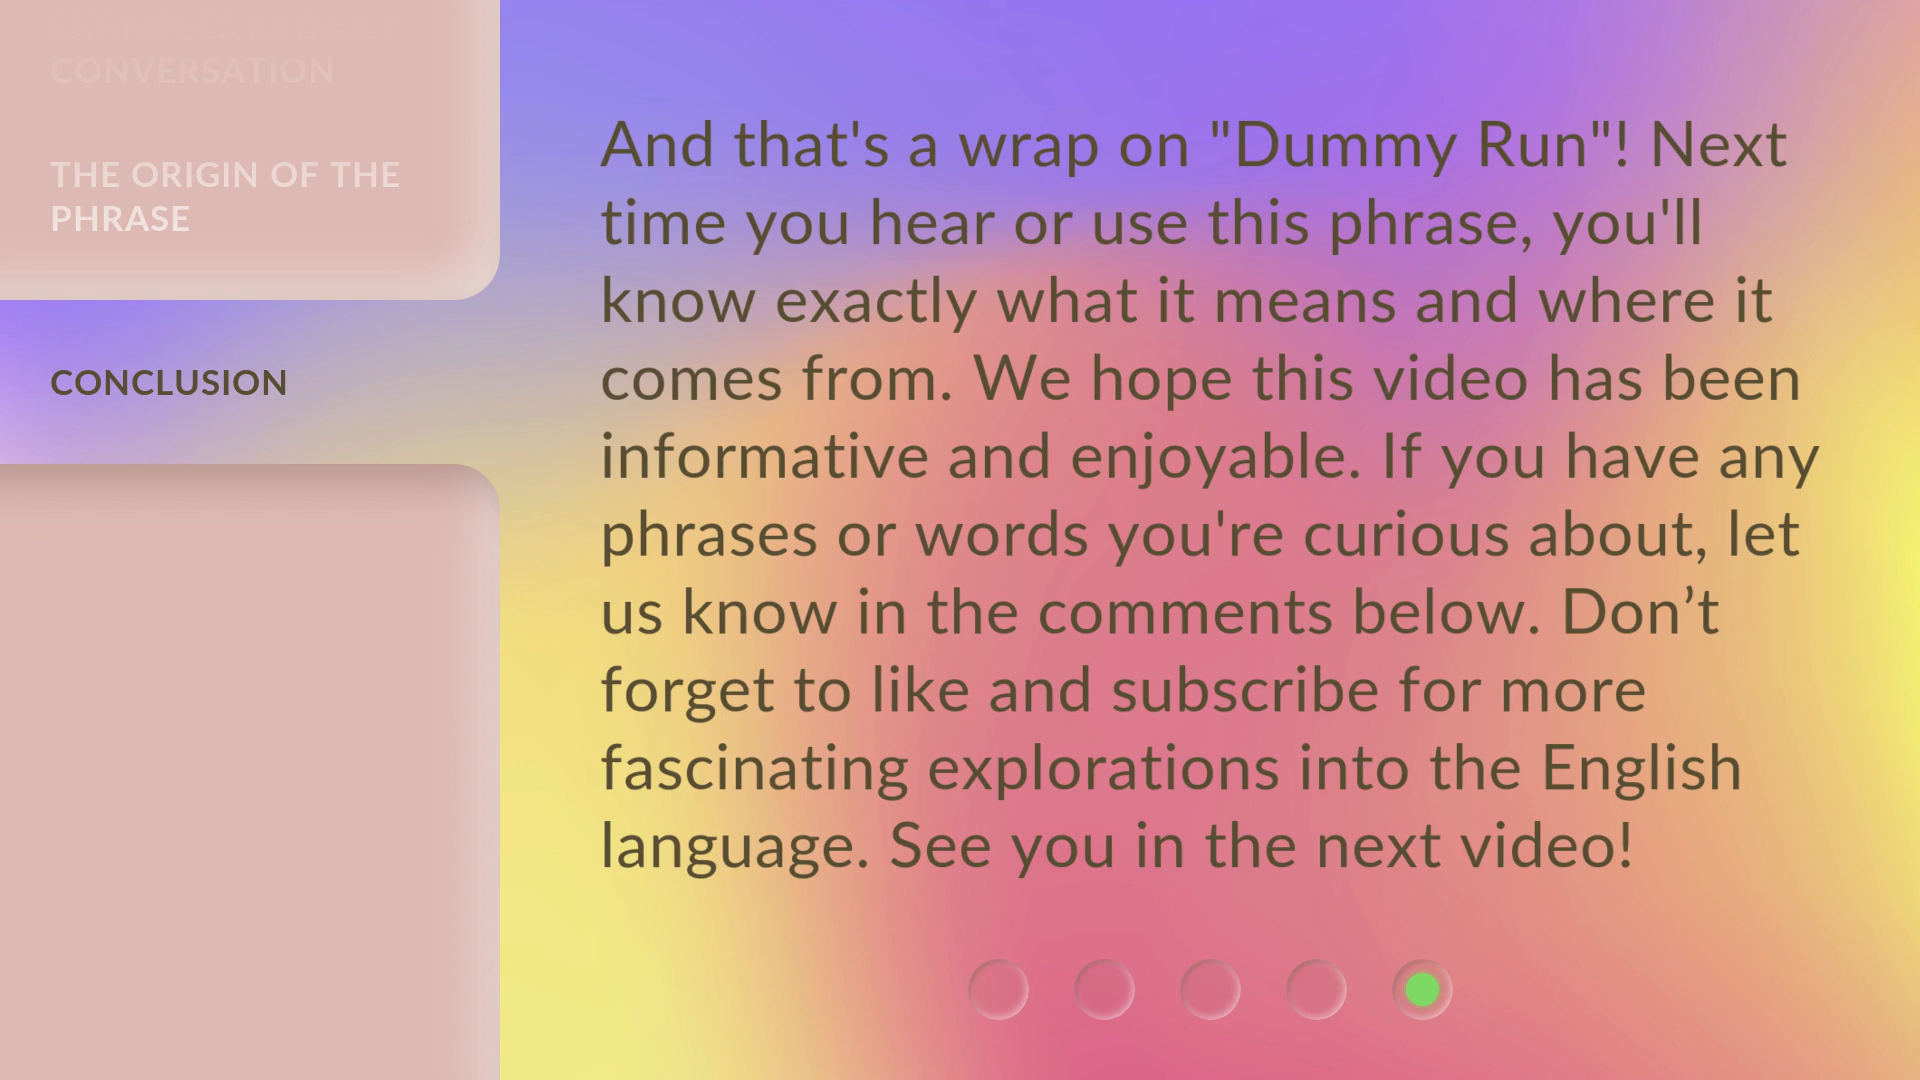 EXAMPLES IN DAILY
CONVERSATION
THE ORIGIN OF THE
PHRASE
CONCLUSION
And that's a wrap on "Dummy Run"! Next
time you hear or use this phrase, you'll
know exactly what it means and where it
comes from. We hope this video has been
informative and enjoyable. If you have any
phrases or words you're curious about, let
us know in the comments below. Don’t
forget to like and subscribe for more
fascinating explorations into the English
language. See you in the next video!